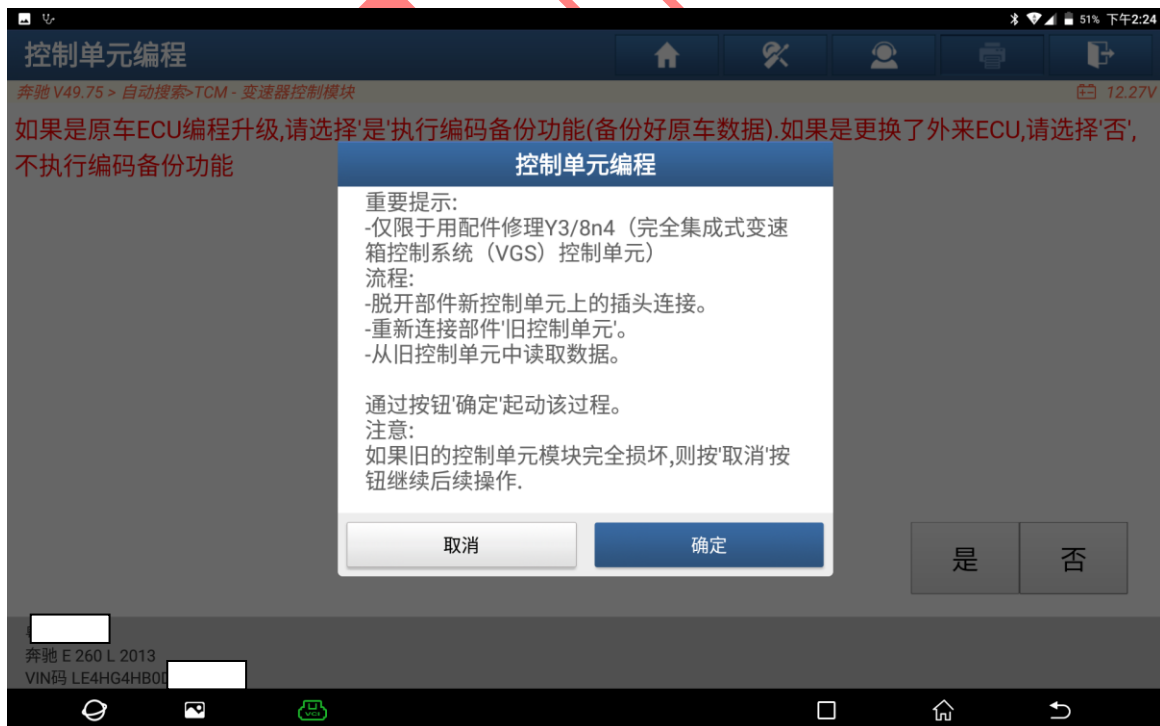 51% 下午2:24
控制单元编程
奔驰 V49.75 > 自动搜索>TCM - 变速器控制模块
12.27V
如果是原车ECU编程升级,请选择'是'执行编码备份功能(备份好原车数据).如果是更换了外来ECU,请选择'否',
不执行编码备份功能
控制单元编程
重要提示:
-仅限于用配件修理Y3/8n4（完全集成式变速
箱控制系统（VGS）控制单元）
流程:
-脱开部件新控制单元上的插头连接。
-重新连接部件'旧控制单元'。
-从旧控制单元中读取数据。
通过按钮'确定'起动该过程。
注意:
如果旧的控制单元模块完全损坏,则按'取消'按
钮继续后续操作.
取消
确定
是
否
奔驰 E 260 L 2013
VIN码 LE4HG4HB0
VCI